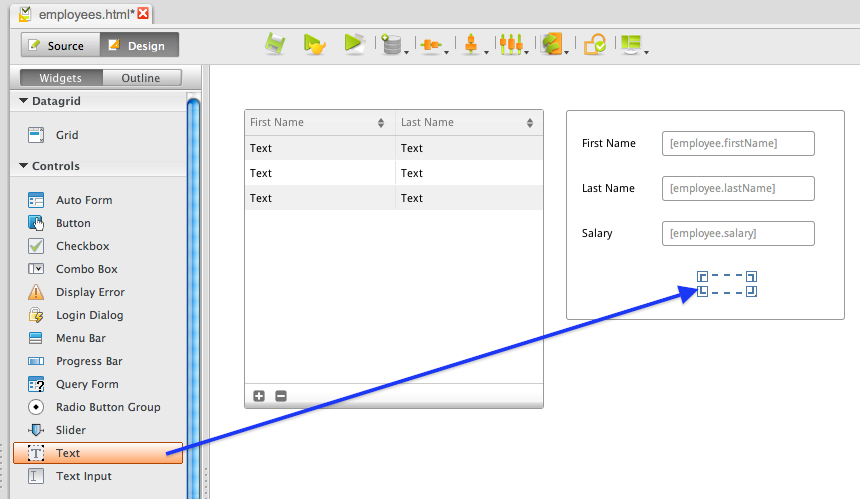 employees.html*
Source Design
Widgets Outline
Datagrid
Grid
Controls
Auto Form
Button
Checkbox
Combo Box
Display Error
Login Dialog
Menu Bar
Progress Bar
Query Form
Radio Button Group
Slider
Text
Text Input
First Name Last Name
Text Text
Text Text
Text Text
First Name [employee.firstName]
Last Name [employee.lastName]
Salary [employee.salary]